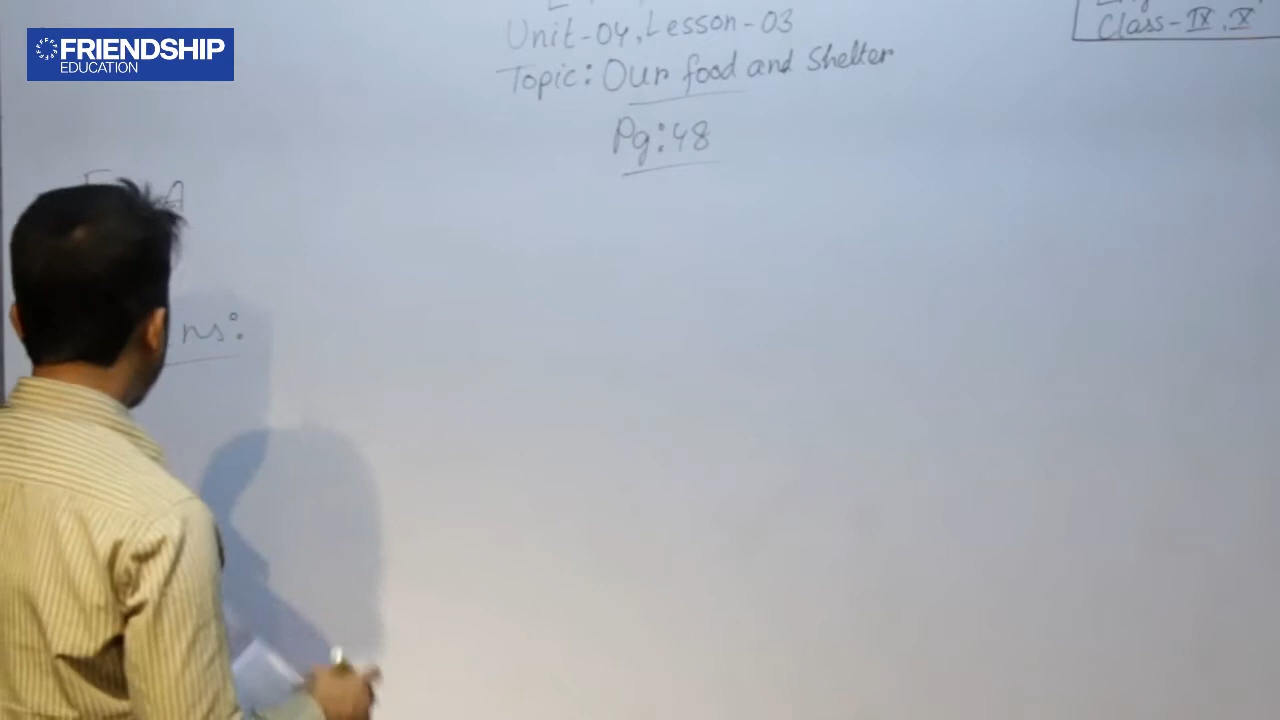 FRIENDSHIP
EDUCATION
Class-IX, X
Unit-04, Lesson-03
Topic: Our food and Shelter
Pg: 48